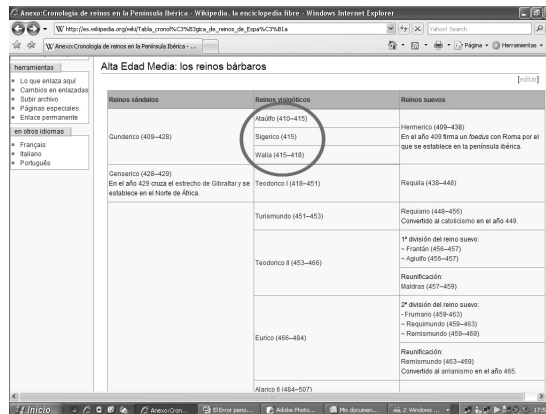 Anexo:Cronología de reinos en la Península Ibérica - Wikipedia, la enciclopedia libre - Windows Internet Explorer
W http://es.wikipedia.org/wiki/Tabla_cronol%C3%B3gica_de_reinos_de_Espa%C3%B1a
Yahoo! Search
W Anexo:Cronología de reinos en la Península Ibérica - ...
Página
Herramientas
herramientas
Lo que enlaza aquí
Cambios en enlazadas
Subir archivo
Páginas especiales
Enlace permanente
en otros idiomas
Français
Italiano
Português
Alta Edad Media: los reinos bárbaros
[editar]
Reinos vándalos
Reinos visigóticos
Reinos suevos
Gunderico (409–428)
Ataúlfo (410–415)
Sigerico (415)
Walia (415–418)
Hermerico (409–438)
En el año 409 firma un foedus con Roma por el
que se establece en la península ibérica.
Genserico (428–429)
En el año 429 cruza el estrecho de Gibraltar y se
establece en el Norte de África.
Teodorico I (418–451)
Requila (438–448)
Turismundo (451–453)
Requiario (448–456)
Convertido al catolicismo en el año 449.
Teodorico II (453–466)
1ª división del reino suevo:
~ Frantán (456–457)
~ Agiulfo (456–457)
Reunificación:
Maldras (457–459)
Eurico (466–484)
2ª división del reino suevo:
- Frumario (459-463)
~ Requimundo (459–463)
~ Remismundo (459–469)
Reunificación:
Remismundo (463–469)
Convertido al arrianismo en el año 465.
Alarico II (484–507)
Inicio
Anexo:Cron...
El Error perio...
Adobe Photo...
Mis documen...
2 Windows ...